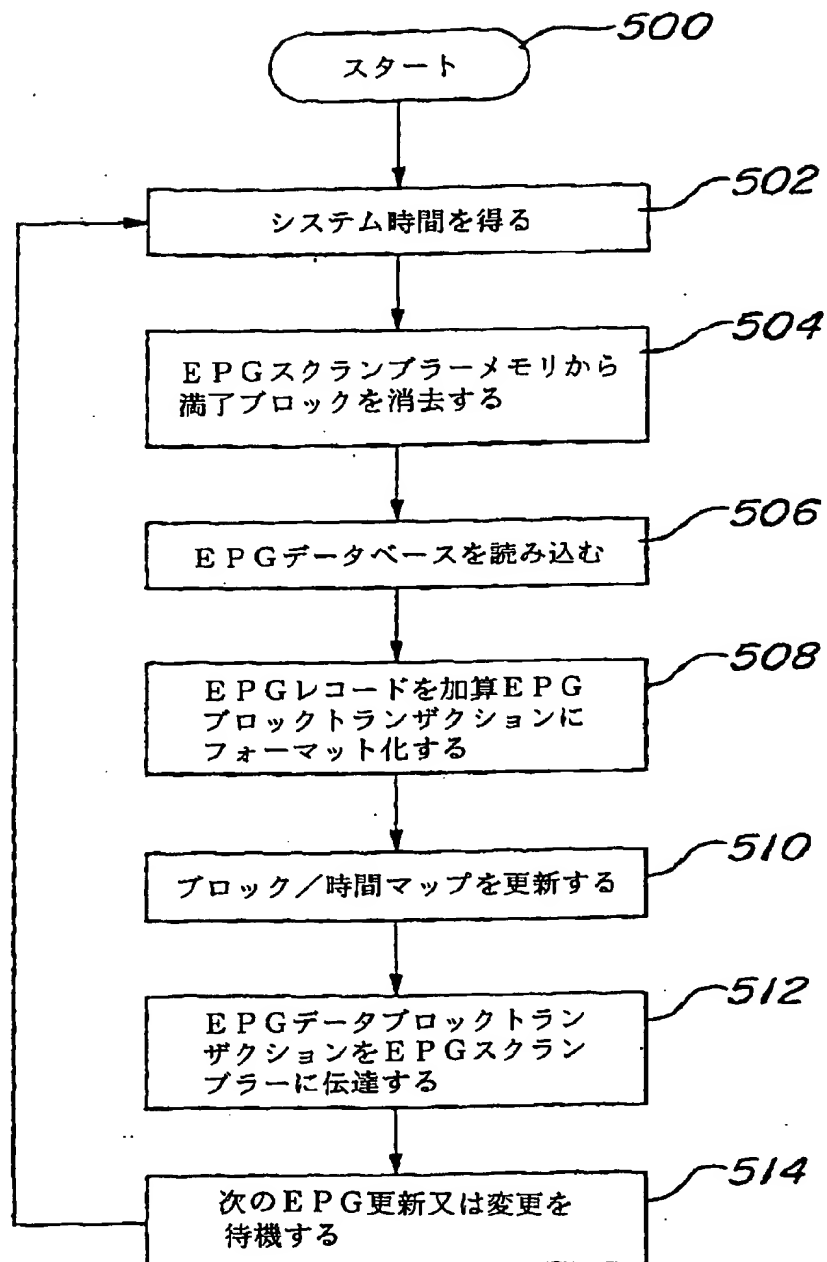 500
スタート
502
システム時間を得る
504
EPGスクランブラーメモリから
満了ブロックを消去する
506
EPGデータベースを読み込む
508
EPGレコードを加算EPG
ブロックトランザクションに
フォーマット化する
510
ブロック／時間マップを更新する
512
EPGデータブロックトラン
ザクションをEPGスクラン
ブラーに伝達する
514
次のEPG更新又は変更を
待機する